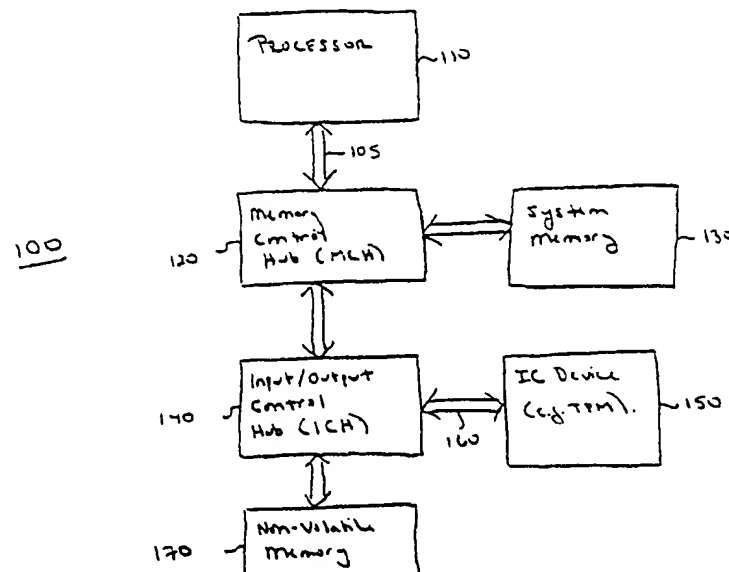 PROCESSOR
110
105
100
Memory
Control
Hub (MCH)
120
System
Memory
130
Input/Output
Control
Hub (ICH)
140
160
IC Device
(e.g. TPM).
150
Non-Volatile
Memory
170